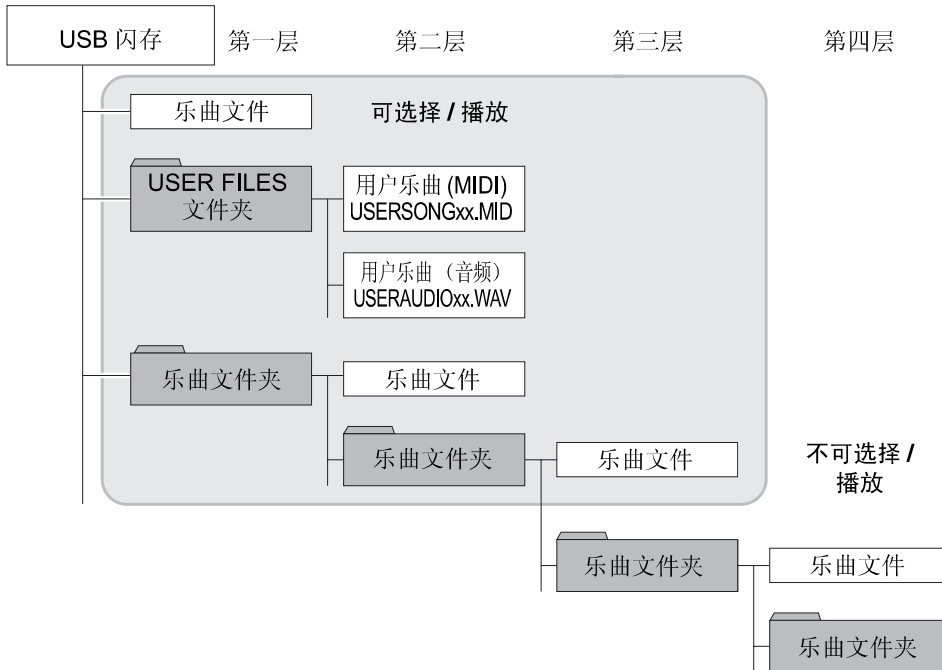 USB 闪存
第一层
第二层
第三层
第四层
乐曲文件
可选择 / 播放
USER FILES
文件夹
用户乐曲 (MIDI)
USERSONGxx.MID
用户乐曲（音频）
USERAUDIOxx.WAV
乐曲文件夹
乐曲文件
乐曲文件夹
乐曲文件
不可选择 /
播放
乐曲文件夹
乐曲文件
乐曲文件夹